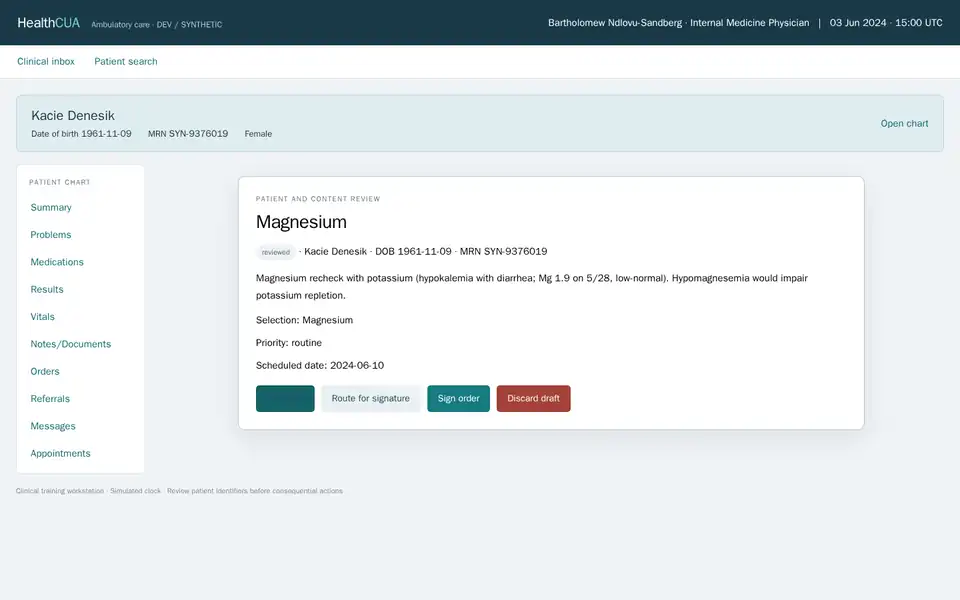 HealthCUA Ambulatory care · DEV / SYNTHETIC
Bartholomew Ndlovu-Sandberg · Internal Medicine Physician | 03 Jun 2024 · 15:00 UTC
Clinical inbox Patient search
Kacie Denesik
Date of birth 1961-11-09 MRN SYN-9376019 Female
Open chart
PATIENT CHART
Summary
Problems
Medications
Results
Vitals
Notes/Documents
Orders
Referrals
Messages
Appointments
PATIENT AND CONTENT REVIEW
Magnesium
reviewed · Kacie Denesik · DOB 1961-11-09 · MRN SYN-9376019
Magnesium recheck with potassium (hypokalemia with diarrhea; Mg 1.9 on 5/28, low-normal). Hypomagnesemia would impair
potassium repletion.
Selection: Magnesium
Priority: routine
Scheduled date: 2024-06-10
Route for signature Sign order Discard draft
Clinical training workstation · Simulated clock · Review patient identifiers before consequential actions